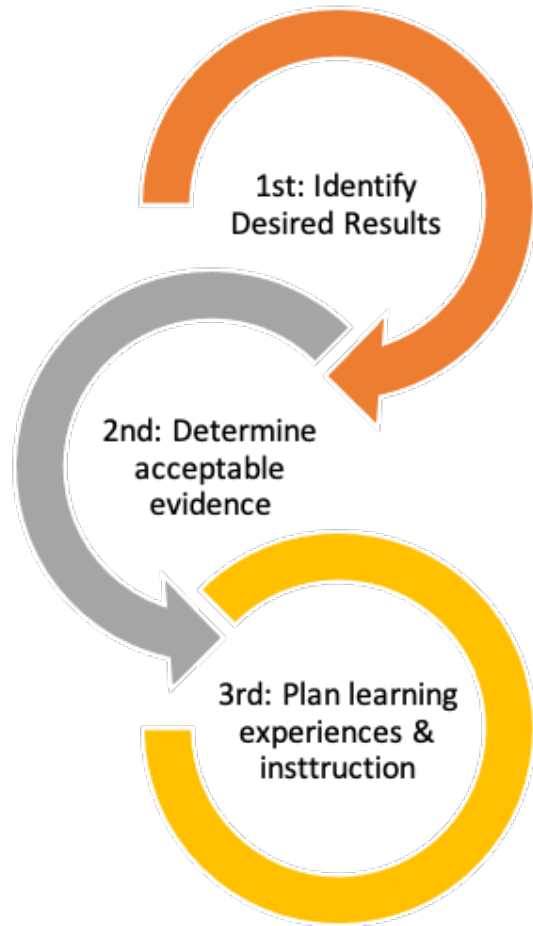 1st: Identify
Desired Results
2nd: Determine
acceptable
evidence
3rd: Plan learning
experiences &
insttruction